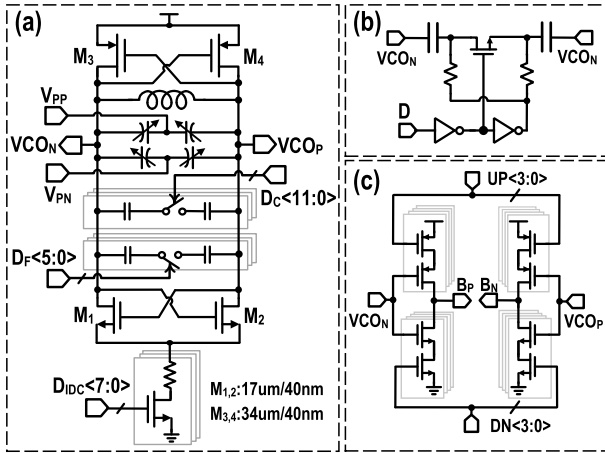 (a)
M3
M4
VPP
VCON
VCOP
VPN
DC<11:0>
DF<5:0>
M1
M2
DIDC<7:0>
M1,2:17um/40nm
M3,4:34um/40nm
(b)
VCON
VCON
D
(c)
UP<3:0>
BP
BN
VCON
VCOP
DN<3:0>